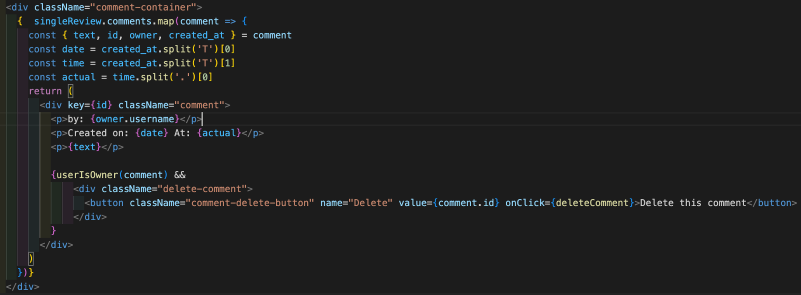 <div className="comment-container">
{ singleReview.comments.map(comment => {
const { text, id, owner, created_at } = comment
const date = created_at.split('T')[0]
const time = created_at.split('T')[1]
const actual = time.split('.')[0]
return (
<div key={id} className="comment">
<p>by: {owner.username}</p>
<p>Created on: {date} At: {actual}</p>
<p>{text}</p>
{userIsOwner(comment) &&
<div className="delete-comment">
<button className="comment-delete-button" name="Delete" value={comment.id} onClick={deleteComment}>Delete this comment</button>
</div>
}
</div>
)
})}
</div>